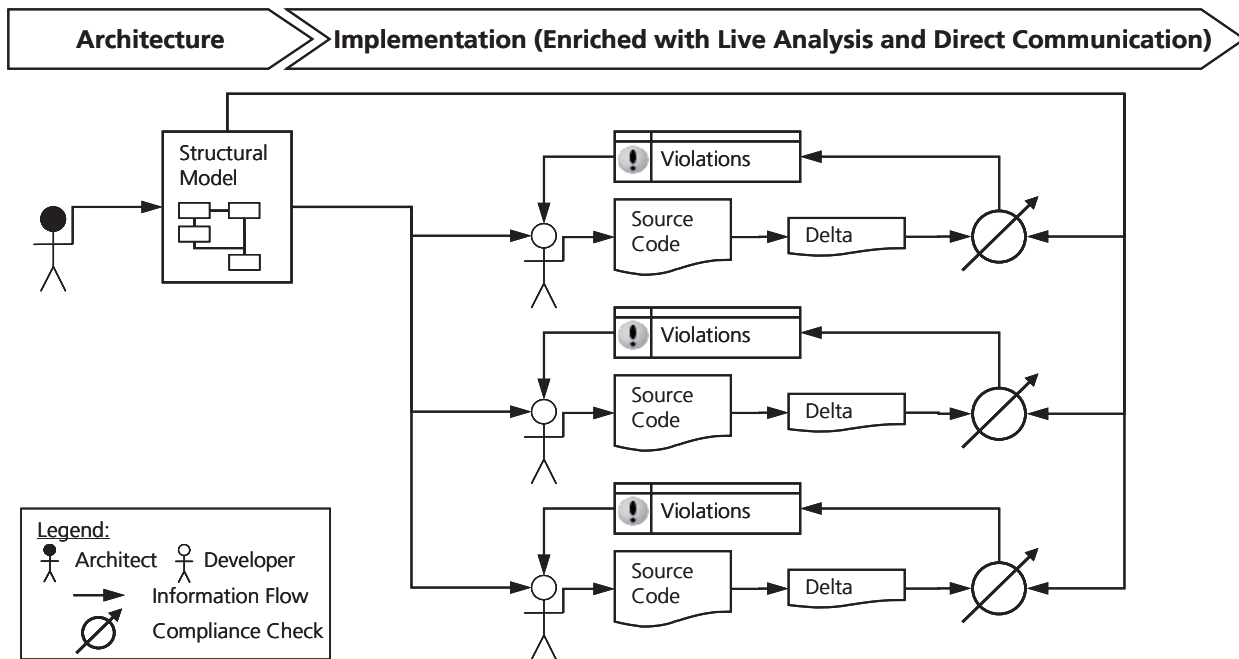 Architecture
Implementation (Enriched with Live Analysis and Direct Communication)
Structural
Model
Violations
Source
Code
Delta
Violations
Source
Code
Delta
Violations
Source
Code
Delta
Legend:
Architect
Developer
Information Flow
Compliance Check